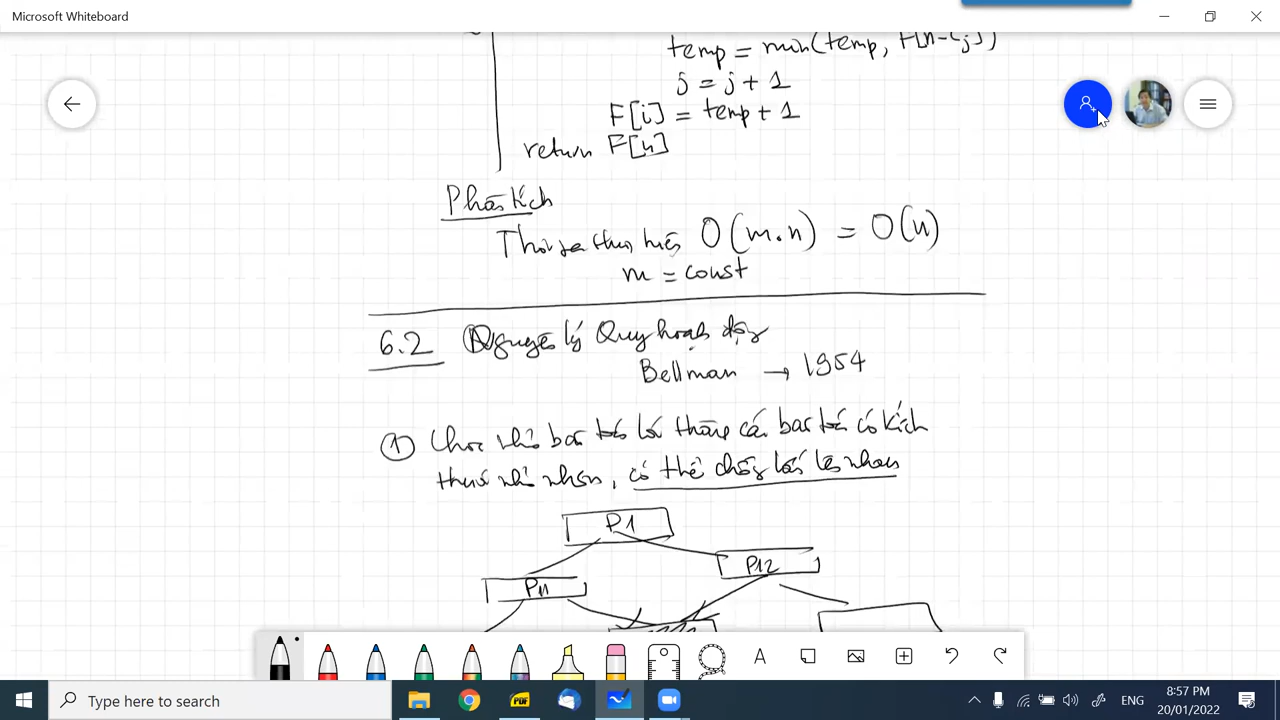 Microsoft Whiteboard
temp = min(temp, F[n-cj])
j = j + 1
F[i] = temp + 1
return F[n]
Phân tích
Thời gian thực hiện O(m.n) = O(n)
m = const
6.2 Nguyên lý Quy hoạch động
Bellman → 1954
① Chia nhỏ bài toán lớn thành các bài toán có kích
thước nhỏ hơn, có thể chồng lấn lên nhau
P1
P12
P11
A
Type here to search
PDF
ENG
8:57 PM
20/01/2022